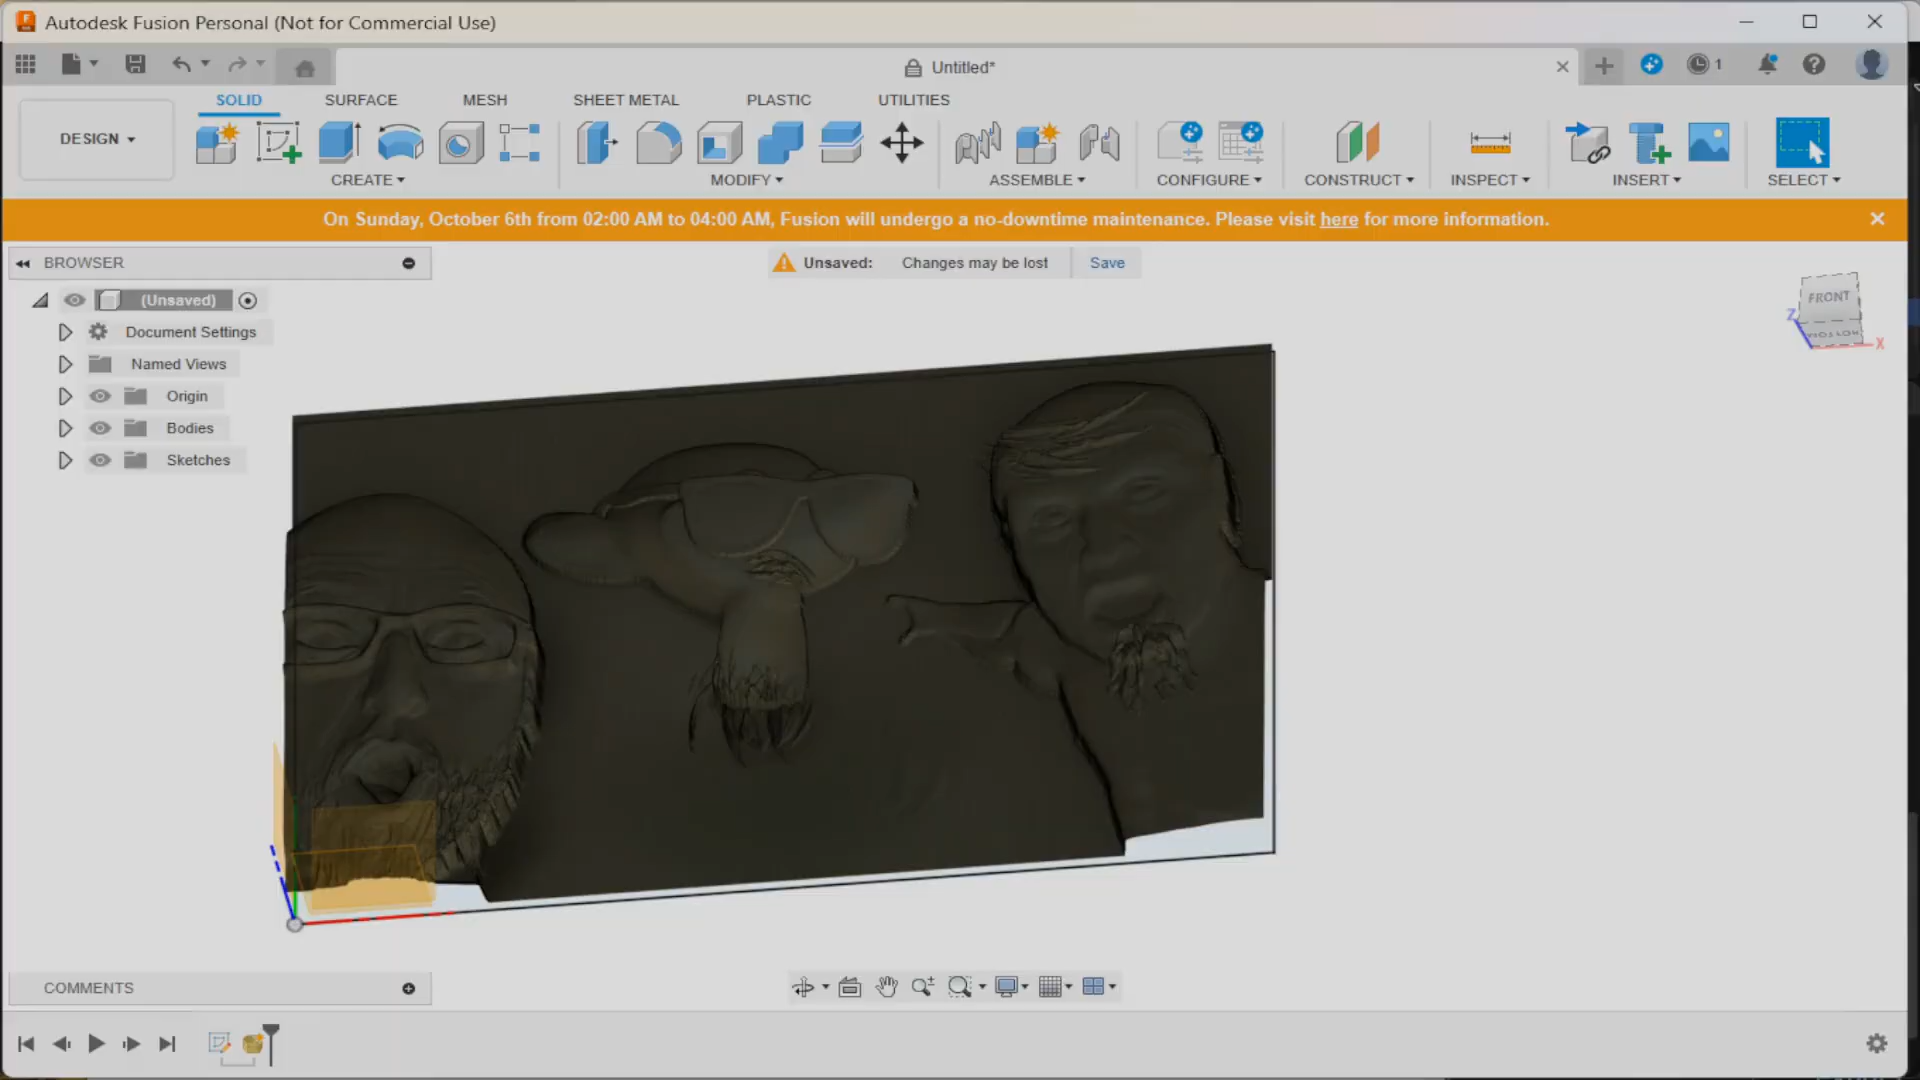 Autodesk Fusion Personal (Not for Commercial Use)
Untitled*
1
DESIGN
SOLID
SURFACE
MESH
SHEET METAL
PLASTIC
UTILITIES
CREATE
MODIFY
ASSEMBLE
CONFIGURE
CONSTRUCT
INSPECT
INSERT
SELECT
On Sunday, October 6th from 02:00 AM to 04:00 AM, Fusion will undergo a no-downtime maintenance. Please visit here for more information.
BROWSER
Unsaved: Changes may be lost Save
(Unsaved)
Document Settings
Named Views
Origin
Bodies
Sketches
FRONT
BOTTOM
Z
X
COMMENTS